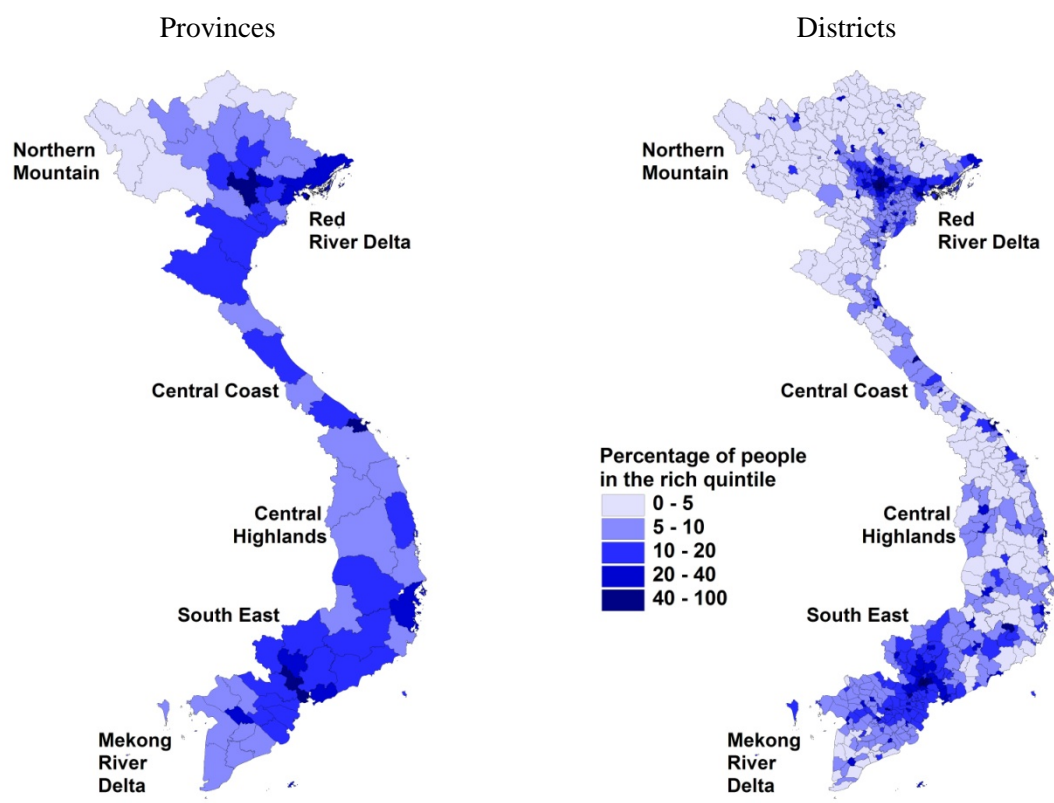 Provinces
Districts
Northern
Mountain
Red
River Delta
Central Coast
Central
Highlands
South East
Mekong
River
Delta
Northern
Mountain
Red
River Delta
Central Coast
Percentage of people
in the rich quintile
0 - 5
5 - 10
10 - 20
20 - 40
40 - 100
Central
Highlands
South East
Mekong
River
Delta